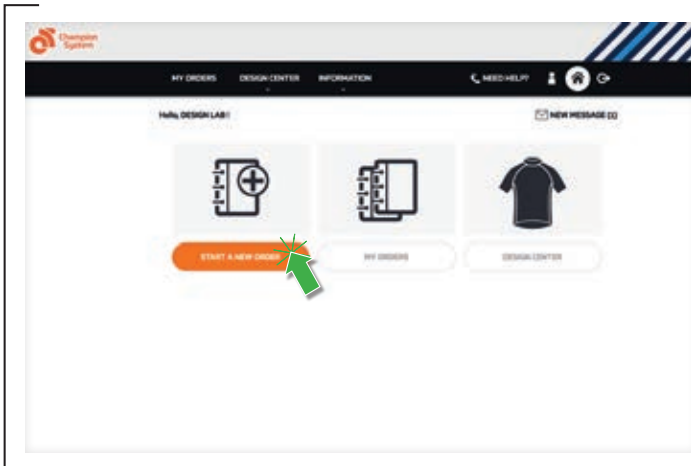 Champion
System
MY ORDERS DESIGN CENTER INFORMATION NEED HELP?
Hello, DESIGN LAB! NEW MESSAGE (1)
START A NEW ORDER MY ORDERS DESIGN CENTER